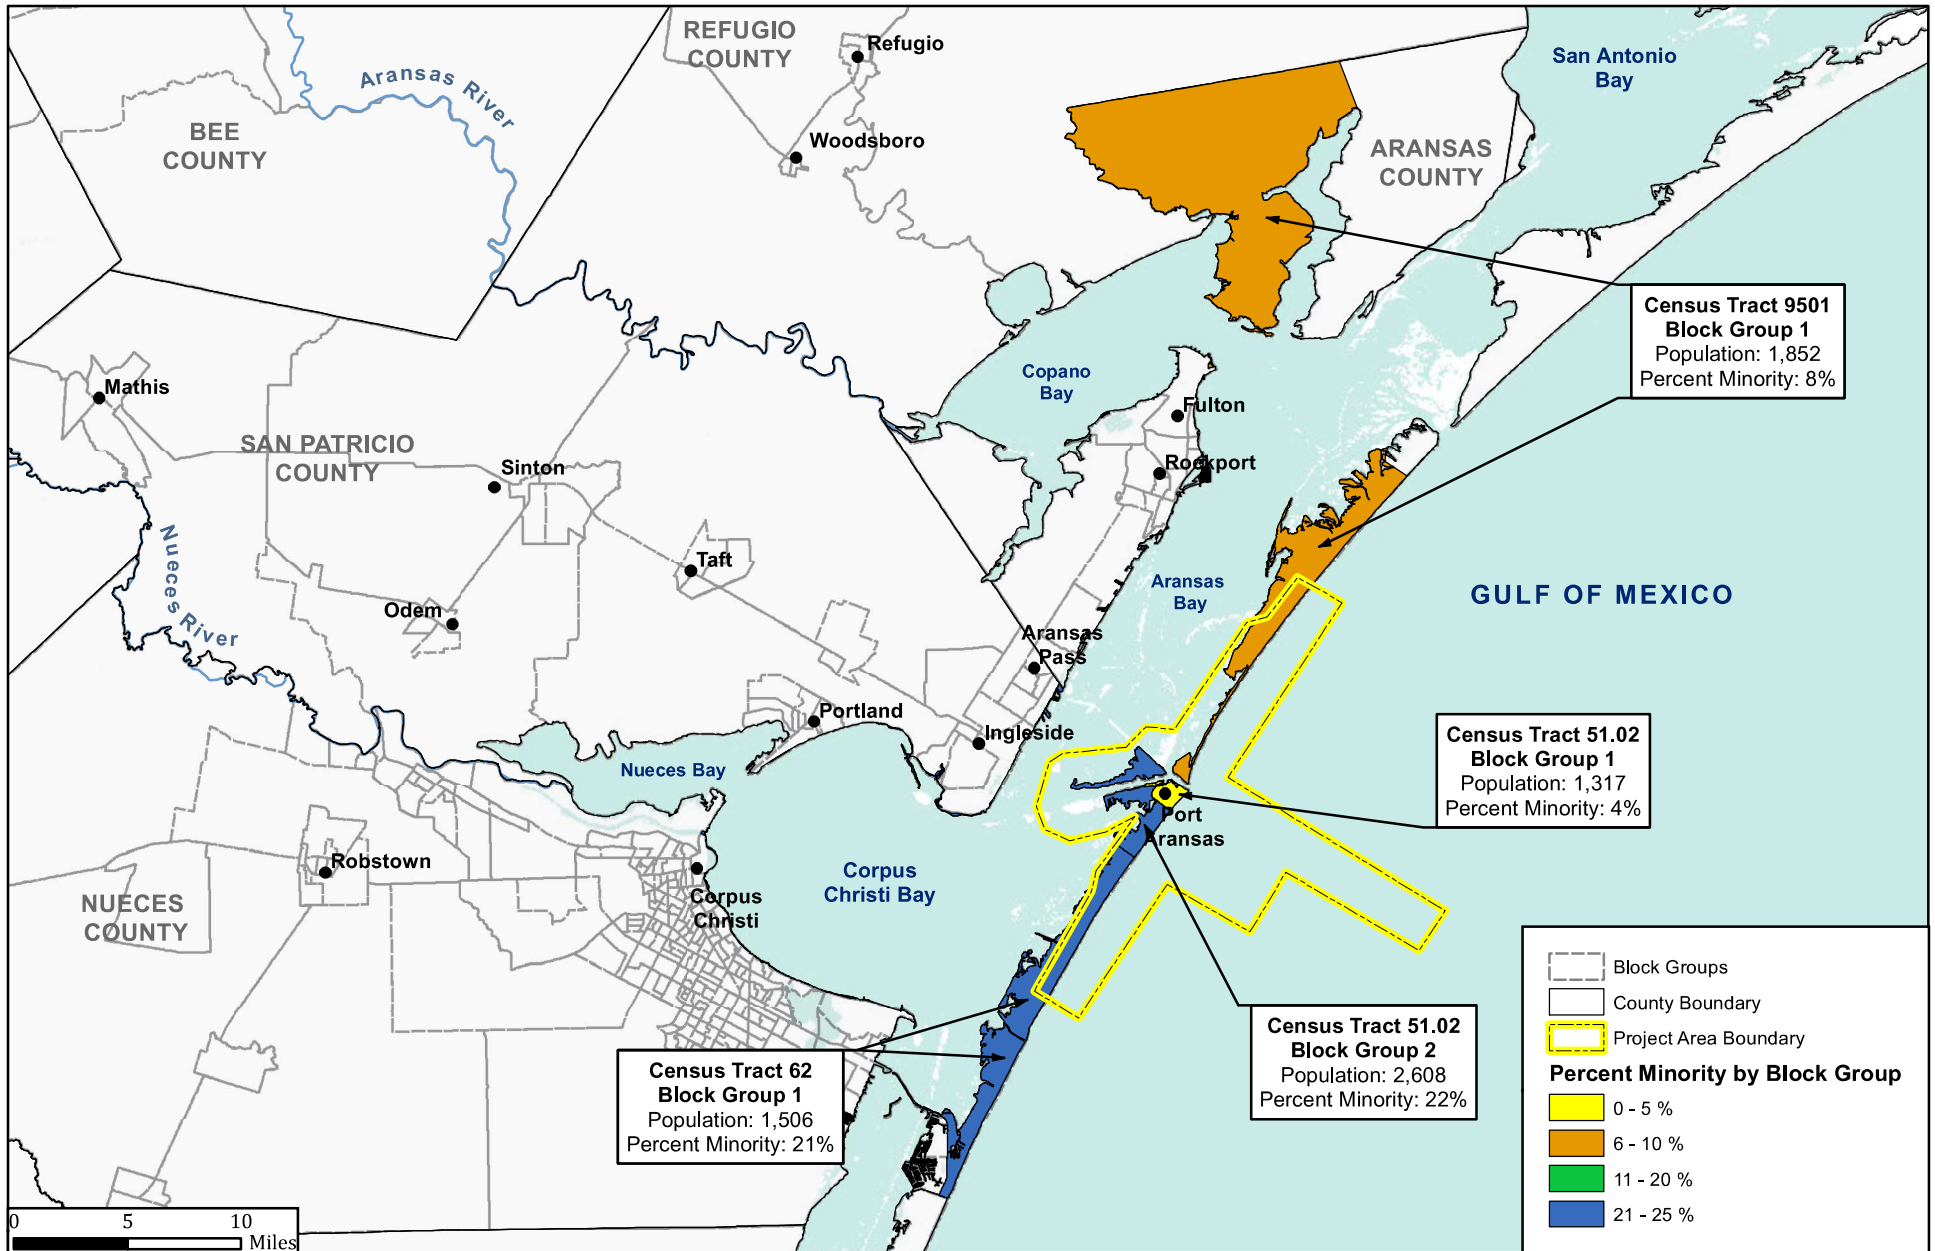 REFUGIO
COUNTY
Refugio
San Antonio
Bay
Aransas River
BEE
COUNTY
Woodsboro
ARANSAS
COUNTY
Census Tract 9501
Block Group 1
Population: 1,852
Percent Minority: 8%
Copano
Bay
Mathis
Fulton
SAN PATRICIO
COUNTY
Sinton
Rockport
Nueces River
Taft
Aransas
Bay
GULF OF MEXICO
Odem
Aransas
Pass
Portland
Ingleside
Nueces Bay
Census Tract 51.02
Block Group 1
Population: 1,317
Percent Minority: 4%
Port
Aransas
Robstown
Corpus
Christi Bay
Corpus
Christi
NUECES
COUNTY
Census Tract 51.02
Block Group 2
Population: 2,608
Percent Minority: 22%
Census Tract 62
Block Group 1
Population: 1,506
Percent Minority: 21%
Block Groups
County Boundary
Project Area Boundary
Percent Minority by Block Group
0 - 5 %
6 - 10 %
11 - 20 %
21 - 25 %
0 5 10
Miles